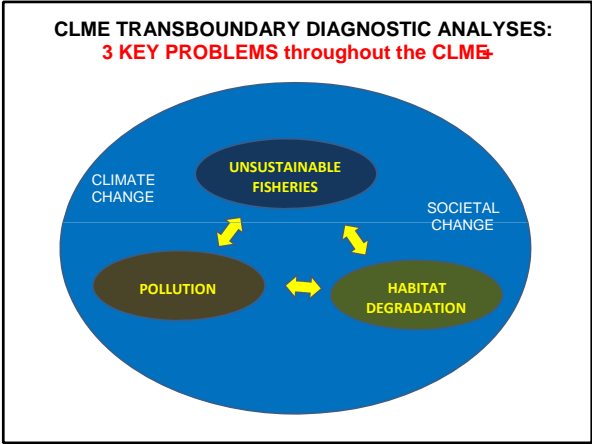 CLME TRANSBOUNDARY DIAGNOSTIC ANALYSES:
3 KEY PROBLEMS throughout the CLME+
UNSUSTAINABLE
FISHERIES
CLIMATE
CHANGE
SOCIETAL
CHANGE
POLLUTION
HABITAT
DEGRADATION